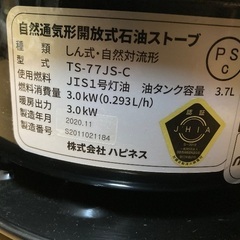 自然通気形開放式石油ストーブ
種類 しん式・自然対流形
型式 TS-77JS-C
使用燃料 JIS1号灯油 油タンク容量 3.7L
燃料消費量 3.0kW(0.293L/h)
暖房出力 3.0kW
製造年月 2020.11
製造番号 S2011021184
株式会社 ハピネス
PS
C
認証
JHIA